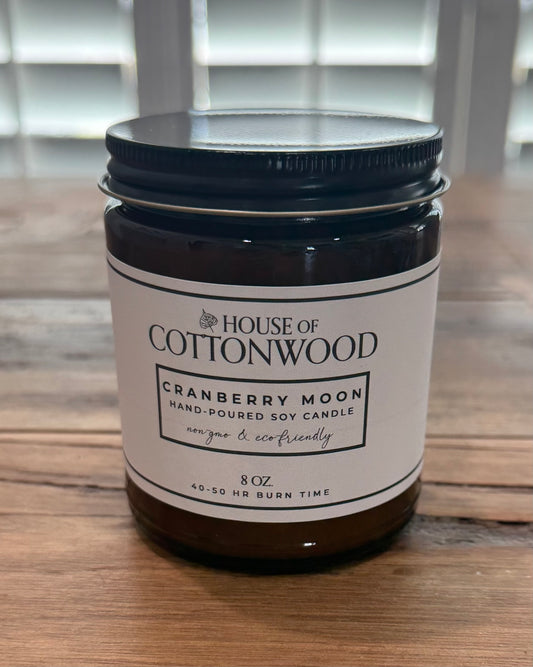 HOUSE OF
COTTONWOOD
CRANBERRY MOON
HAND-POURED SOY CANDLE
non gmo & eco friendly
8 OZ.
40-50 HR BURN TIME